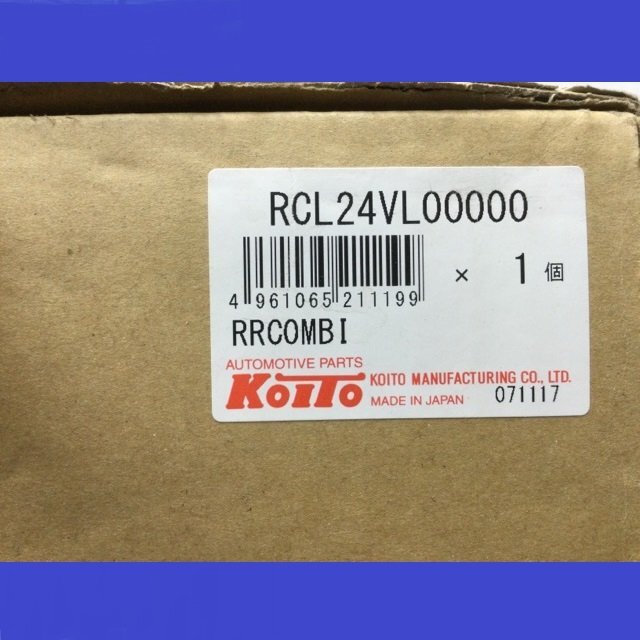 RCL24VL00000
4 961065 211199
× 1 個
RRCOMBI
AUTOMOTIVE PARTS
KOITO KOITO MANUFACTURING CO., LTD.
MADE IN JAPAN 071117